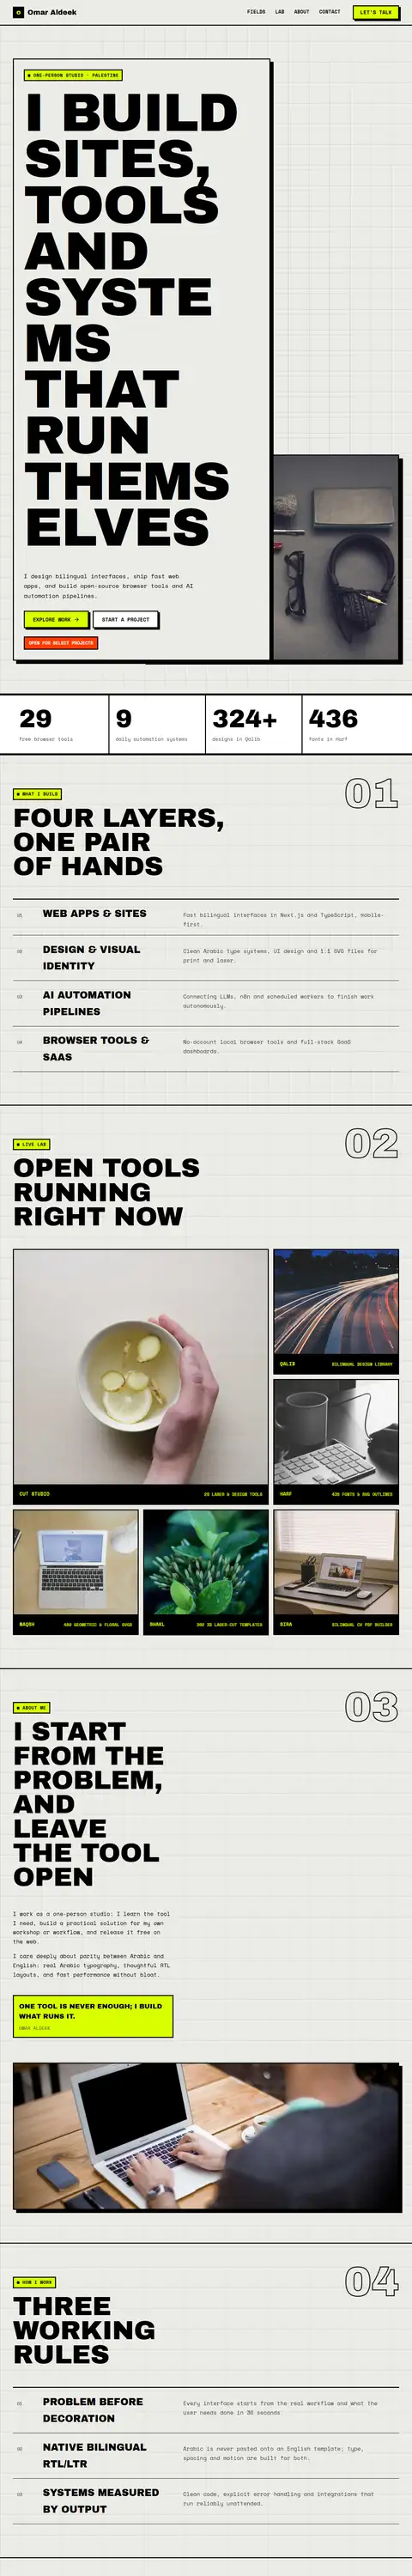 Omar Aldeek
FIELDS LAB ABOUT CONTACT LET'S TALK
ONE-PERSON STUDIO · PALESTINE
I BUILD
SITES,
TOOLS
AND
SYSTE
MS
THAT
RUN
THEMS
ELVES
I design bilingual interfaces, ship fast web
apps, and build open-source browser tools and AI
automation pipelines.
EXPLORE WORK → START A PROJECT
OPEN FOR SELECT PROJECTS
29 9 324+ 436
free browser tools daily automation systems designs in Qalib fonts in Harf
01
WHAT I BUILD
FOUR LAYERS,
ONE PAIR
OF HANDS
01 WEB APPS & SITES Fast bilingual interfaces in Next.js and TypeScript, mobile-
first.
02 DESIGN & VISUAL
IDENTITY
Clean Arabic type systems, UI design and 1:1 SVG files for
print and laser.
03 AI AUTOMATION
PIPELINES
Connecting LLMs, n8n and scheduled workers to finish work
autonomously.
04 BROWSER TOOLS &
SAAS
No-account local browser tools and full-stack SaaS
dashboards.
02
LIVE LAB
OPEN TOOLS
RUNNING
RIGHT NOW
QALIB BILINGUAL DESIGN LIBRARY
CUT STUDIO 29 LASER & DESIGN TOOLS
HARF 436 FONTS & SVG OUTLINES
NAQSH 480 GEOMETRIC & FLORAL SVGS
SIRA BILINGUAL CV PDF BUILDER
03
ABOUT ME
I START
FROM THE
PROBLEM,
AND
LEAVE
THE TOOL
OPEN
I work as a one-person studio: I learn the tool
I need, build a practical solution for my own
workshop or workflow, and release it free on
the web.
I care deeply about parity between Arabic and
English: real Arabic typography, thoughtful RTL
layouts, and fast performance without bloat.
ONE TOOL IS NEVER ENOUGH; I BUILD
WHAT RUNS IT.
OMAR ALDEEK
04
HOW I WORK
THREE
WORKING
RULES
01 PROBLEM BEFORE
DECORATION
Every interface starts from the real workflow and what the
user needs done in 30 seconds.
02 NATIVE BILINGUAL
RTL/LTR
Arabic is never pasted onto an English template; type,
spacing and motion are built for both.
03 SYSTEMS MEASURED
BY OUTPUT
Clean code, explicit error handling and integrations that
run reliably unattended.